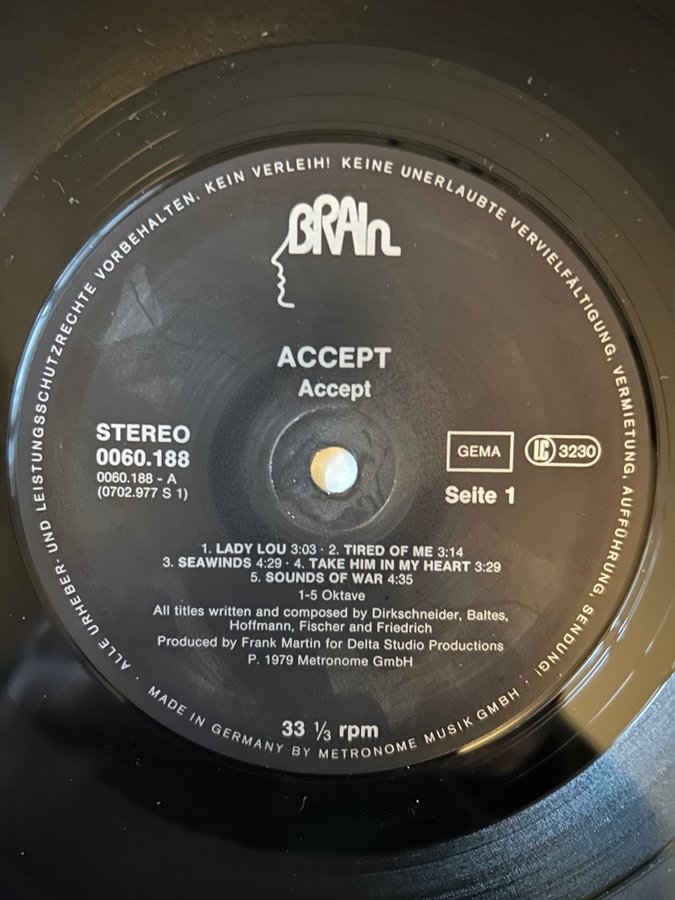 ALLE URHEBER- UND LEISTUNGSSCHUTZRECHTE VORBEHALTEN. KEIN VERLEIH! KEINE UNERLAUBTE VERVIELFÄLTIGUNG, VERMIETUNG, AUFFÜHRUNG, SENDUNG!
BRAIn
ACCEPT
Accept
STEREO
0060.188
0060.188 - A
(0702.977 S 1)
GEMA
LC 3230
Seite 1
1. LADY LOU 3:03 · 2. TIRED OF ME 3:14
3. SEAWINDS 4:29 · 4. TAKE HIM IN MY HEART 3:29
5. SOUNDS OF WAR 4:35
1-5 Oktave
All titles written and composed by Dirkschneider, Baltes,
Hoffmann, Fischer and Friedrich
Produced by Frank Martin for Delta Studio Productions
P. 1979 Metronome GmbH
33 ⅓ rpm
· MADE IN GERMANY BY METRONOME MUSIK GMBH ·